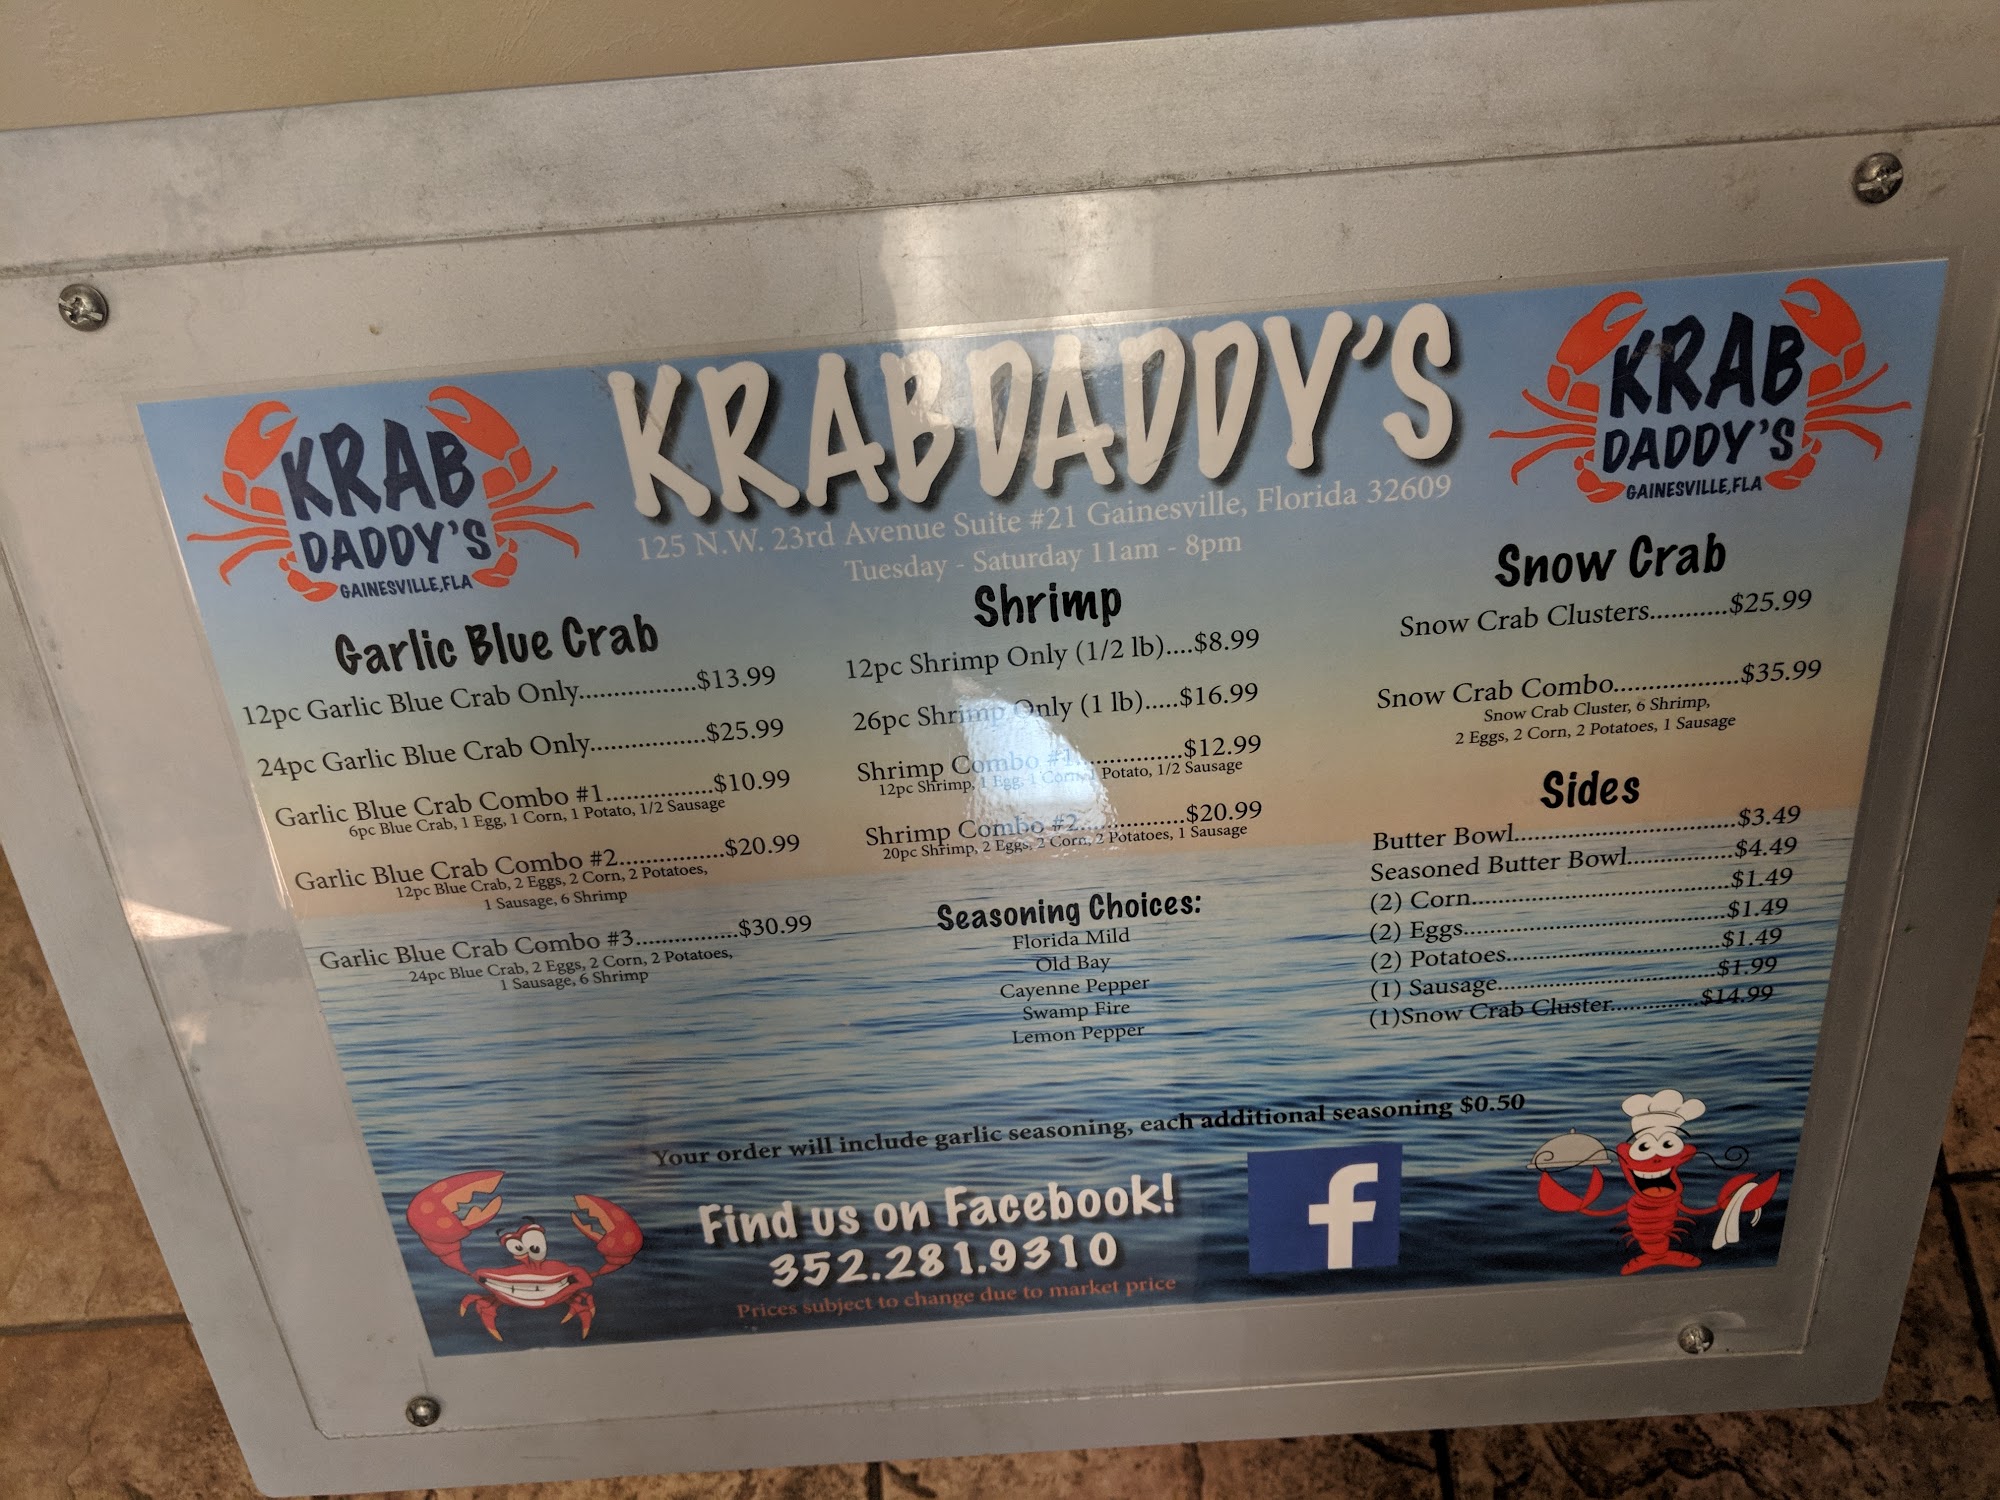 KRABDADDY'S
125 N.W. 23rd Avenue Suite #21 Gainesville, Florida 32609
Tuesday - Saturday 11am - 8pm
KRAB
DADDY'S
GAINESVILLE,FLA
KRAB
DADDY'S
GAINESVILLE,FLA
Garlic Blue Crab
12pc Garlic Blue Crab Only.................$13.99
24pc Garlic Blue Crab Only.................$25.99
Garlic Blue Crab Combo #1................$10.99
6pc Blue Crab, 1 Egg, 1 Corn, 1 Potato, 1/2 Sausage
Garlic Blue Crab Combo #2................$20.99
12pc Blue Crab, 2 Eggs, 2 Corn, 2 Potatoes,
1 Sausage, 6 Shrimp
Garlic Blue Crab Combo #3................$30.99
24pc Blue Crab, 2 Eggs, 2 Corn, 2 Potatoes,
1 Sausage, 6 Shrimp
Shrimp
12pc Shrimp Only (1/2 lb)....$8.99
26pc Shrimp Only (1 lb).....$16.99
Shrimp Combo #1................$12.99
12pc Shrimp, 1 Egg, 1 Corn, 1 Potato, 1/2 Sausage
Shrimp Combo #2................$20.99
20pc Shrimp, 2 Eggs, 2 Corn, 2 Potatoes, 1 Sausage
Seasoning Choices:
Florida Mild
Old Bay
Cayenne Pepper
Swamp Fire
Lemon Pepper
Snow Crab
Snow Crab Clusters...........$25.99
Snow Crab Combo..................$35.99
Snow Crab Cluster, 6 Shrimp,
2 Eggs, 2 Corn, 2 Potatoes, 1 Sausage
Sides
Butter Bowl.................................$3.49
Seasoned Butter Bowl................$4.49
(2) Corn.......................................$1.49
(2) Eggs........................................$1.49
(2) Potatoes.................................$1.49
(1) Sausage..................................$1.99
(1)Snow Crab Cluster.............$14.99
Your order will include garlic seasoning, each additional seasoning $0.50
Find us on Facebook!
352.281.9310
Prices subject to change due to market price
f